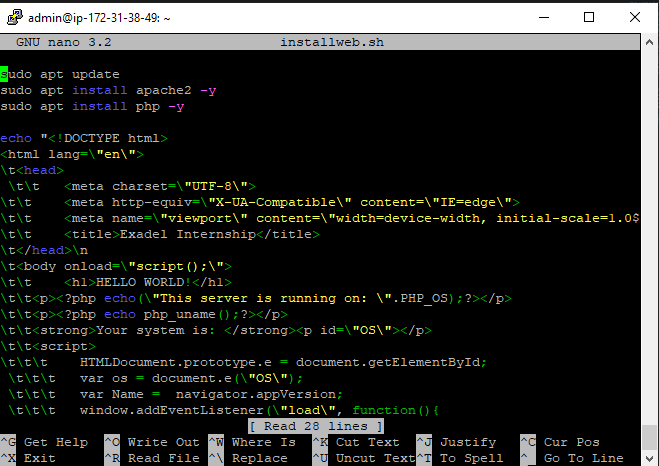 admin@ip-172-31-38-49: ~
GNU nano 3.2 installweb.sh
sudo apt update
sudo apt install apache2 -y
sudo apt install php -y
echo "<!DOCTYPE html>
<html lang=\"en\">
\t<head>
\t\t <meta charset=\"UTF-8\">
\t\t <meta http-equiv=\"X-UA-Compatible\" content=\"IE=edge\">
\t\t <meta name=\"viewport\" content=\"width=device-width, initial-scale=1.0$
\t\t <title>Exadel Internship</title>
\t</head>\n
\t<body onload=\"script();\">
\t\t <h1>HELLO WORLD!</h1>
\t\t<p><?php echo(\"This server is running on: \".PHP_OS);?></p>
\t\t<p><?php echo php_uname();?></p>
\t\t<strong>Your system is: </strong><p id=\"OS\"></p>
\t\t<script>
\t\t\t HTMLDocument.prototype.e = document.getElementById;
\t\t\t var os = document.e(\"OS\");
\t\t\t var Name = navigator.appVersion;
\t\t\t window.addEventListener(\"load\", function(){
[ Read 28 lines ]
^G Get Help ^O Write Out ^W Where Is ^K Cut Text ^J Justify ^C Cur Pos
^X Exit ^R Read File ^\ Replace ^U Uncut Text ^T To Spell ^_ Go To Line